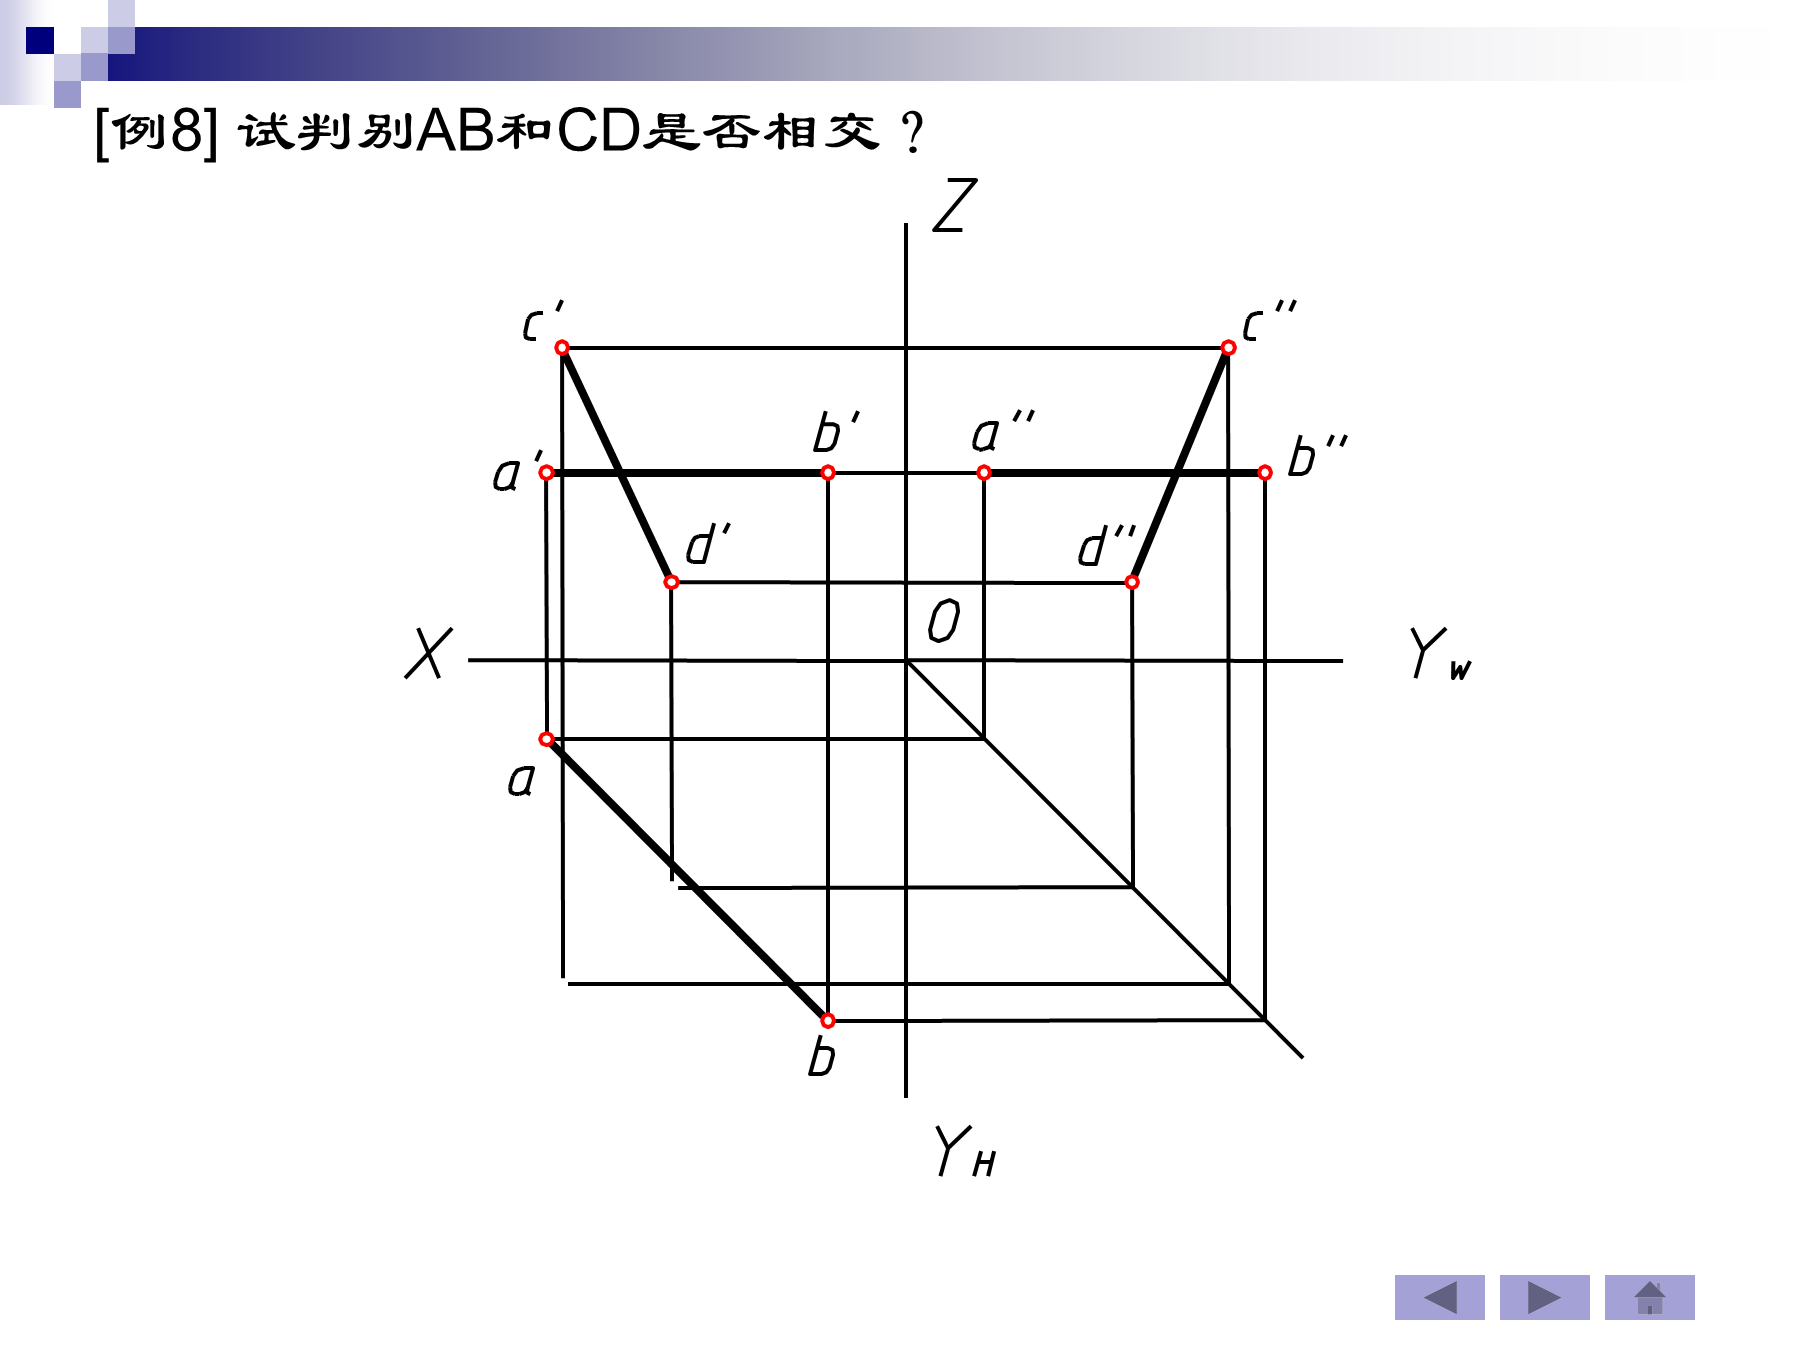 [例8] 试判别AB和CD是否相交？
Z
c′ c″
b′ a″
a′ b″
d′ d″
O
X Yw
a
b
YH